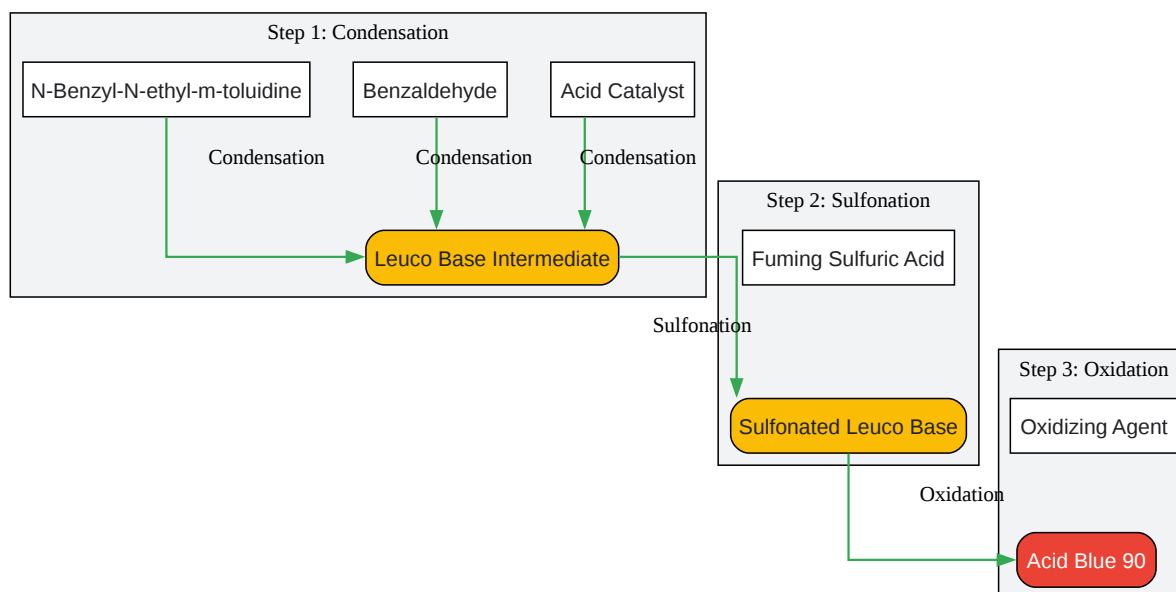 Step 1: Condensation
N-Benzyl-N-ethyl-m-toluidine
Benzaldehyde
Acid Catalyst
Condensation
Condensation
Condensation
Leuco Base Intermediate
Step 2: Sulfonation
Fuming Sulfuric Acid
Sulfonation
Sulfonated Leuco Base
Step 3: Oxidation
Oxidizing Agent
Oxidation
Acid Blue 90